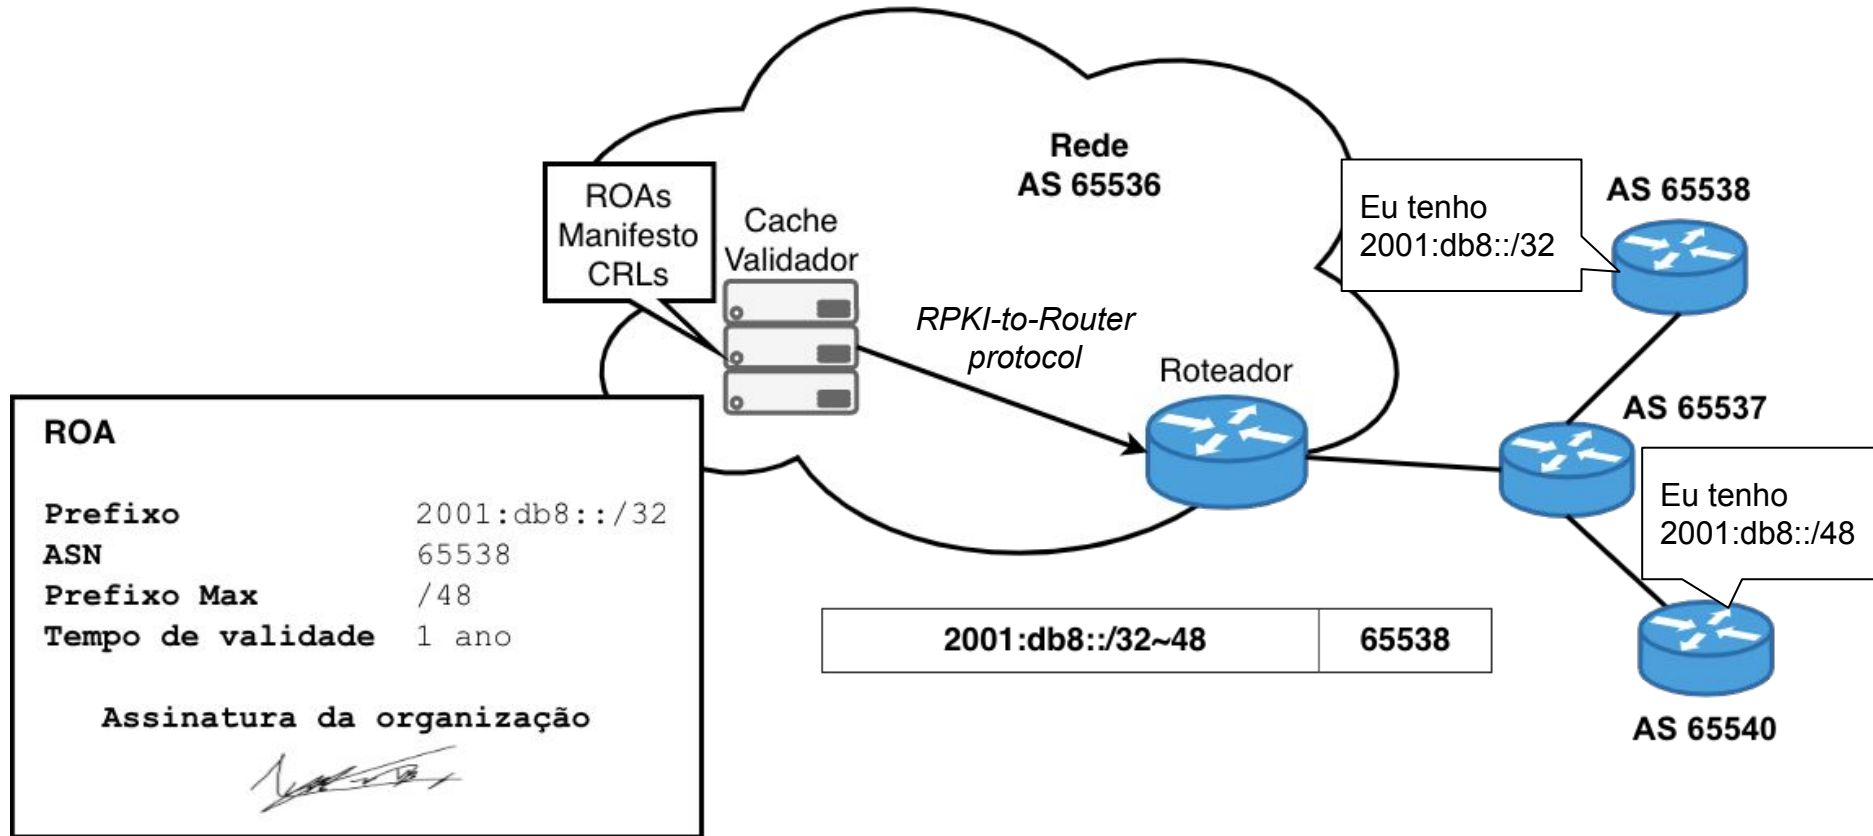 Rede
AS 65536
ROAs
Manifesto
CRLs
Cache
Validador
RPKI-to-Router
protocol
Roteador
Eu tenho
2001:db8::/32
AS 65538
AS 65537
Eu tenho
2001:db8::/48
AS 65540
ROA
Prefixo 2001:db8::/32
ASN 65538
Prefixo Max /48
Tempo de validade 1 ano
Assinatura da organização
2001:db8::/32~48 65538